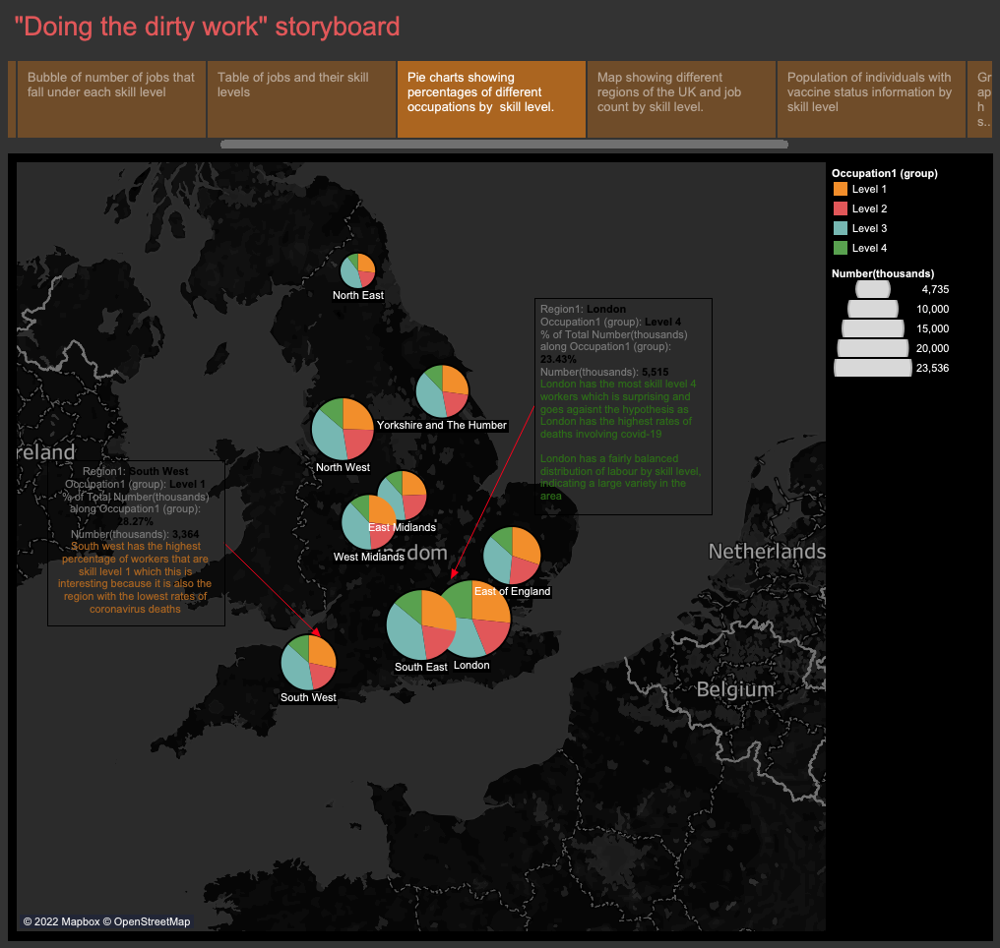 "Doing the dirty work" storyboard
Bubble of number of jobs that
fall under each skill level
Table of jobs and their skill
levels
Pie charts showing
percentages of different
occupations by  skill level.
Map showing different
regions of the UK and job
count by skill level.
Population of individuals with
vaccine status information by
skill level
Gr
ap
h
s..
Occupation1 (group)
Level 1
Level 2
Level 3
Level 4
Number(thousands)
4,735
10,000
15,000
20,000
23,536
North East
Region1: London
Occupation1 (group): Level 4
% of Total Number(thousands)
along Occupation1 (group):
23.43%
Number(thousands): 5,515
London has the most skill level 4
workers which is surprising and
goes agaisnt the hypothesis as
London has the highest rates of
deaths involving covid-19
London has a fairly balanced
distribution of labour by skill level,
indicating a large variety in the
area
Yorkshire and The Humber
North West
reland
Region1: South West
Occupation1 (group): Level 1
% of Total Number(thousands)
along Occupation1 (group):
28.27%
Number(thousands): 3,364
South west has the highest
percentage of workers that are
skill level 1 which this is
interesting because it is also the
region with the lowest rates of
coronavirus deaths
East Midlands
West Midlands
ngdom
Netherlands
East of England
South East
London
South West
Belgium
© 2022 Mapbox © OpenStreetMap